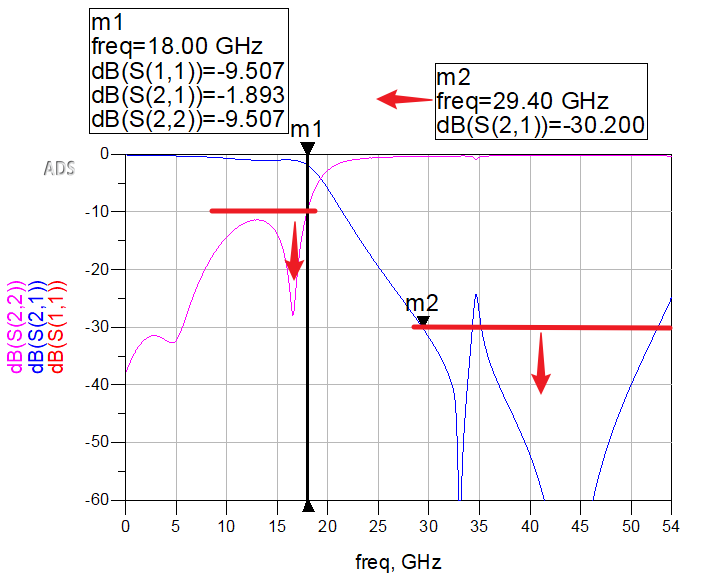 m1
freq=18.00 GHz
dB(S(1,1))=-9.507
dB(S(2,1))=-1.893
dB(S(2,2))=-9.507
m2
freq=29.40 GHz
dB(S(2,1))=-30.200
m1
ADS
0
-10
-20
-30
-40
-50
-60
m2
dB(S(2,2))
dB(S(2,1))
dB(S(1,1))
0 5 10 20 25 30 35 40 45 50 54
freq, GHz